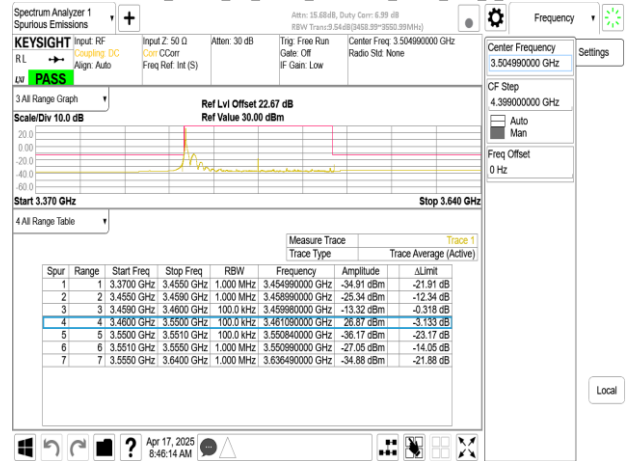 Spectrum Analyzer 1
Spurious Emissions
Atten: 15.68dB, Duty Corr: 6.99 dB
RBW Trans:9.54dB(3458.99~3550.99MHz)
Frequency
KEYSIGHT Input: RF Input Z: 50 Ω Atten: 30 dB Trig: Free Run Center Freq: 3.504990000 GHz
RL Coupling: DC Corr CCorr Gate: Off Radio Std: None
Align: Auto Freq Ref: Int (S) IF Gain: Low
LXI PASS
Center Frequency
3.504990000 GHz
Settings
CF Step
4.399000000 GHz
Auto
Man
Freq Offset
0 Hz
3 All Range Graph
Ref Lvl Offset 22.67 dB
Scale/Div 10.0 dB Ref Value 30.00 dBm
20.0
0.00
-20.0
-40.0
-60.0
Start 3.370 GHz Stop 3.640 GHz
4 All Range Table
Measure Trace Trace 1
Trace Type Trace Average (Active)
Spur Range Start Freq Stop Freq RBW Frequency Amplitude ΔLimit
1 1 3.3700 GHz 3.4550 GHz 1.000 MHz 3.454990000 GHz -34.91 dBm -21.91 dB
2 2 3.4550 GHz 3.4590 GHz 1.000 MHz 3.458990000 GHz -25.34 dBm -12.34 dB
3 3 3.4590 GHz 3.4600 GHz 100.0 kHz 3.459980000 GHz -13.32 dBm -0.318 dB
4 4 3.4600 GHz 3.5500 GHz 100.0 kHz 3.461090000 GHz 26.87 dBm -3.133 dB
5 5 3.5500 GHz 3.5510 GHz 100.0 kHz 3.550840000 GHz -36.17 dBm -23.17 dB
6 6 3.5510 GHz 3.5550 GHz 1.000 MHz 3.550990000 GHz -27.05 dBm -14.05 dB
7 7 3.5550 GHz 3.6400 GHz 1.000 MHz 3.636490000 GHz -34.88 dBm -21.88 dB
Local
Apr 17, 2025
8:46:14 AM